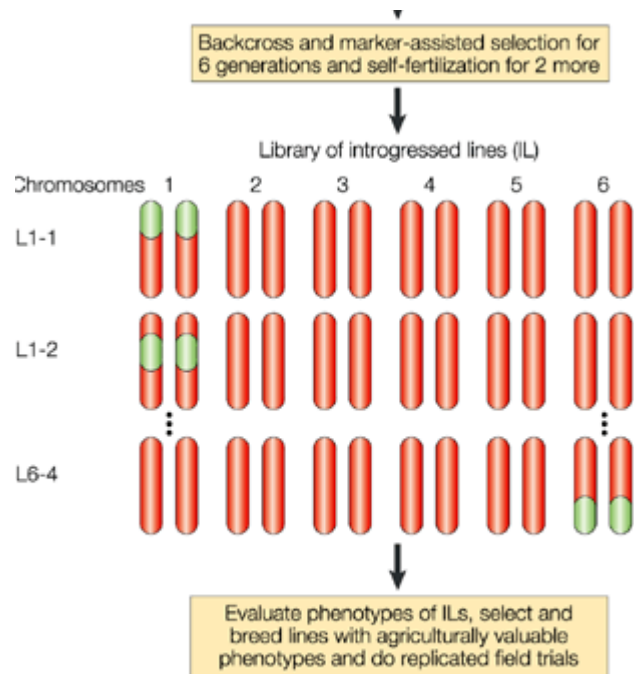 Backcross and marker-assisted selection for
6 generations and self-fertilization for 2 more
Library of introgressed lines (IL)
Chromosomes 1 2 3 4 5 6
L1-1
L1-2
L6-4
Evaluate phenotypes of ILs, select and
breed lines with agriculturally valuable
phenotypes and do replicated field trials